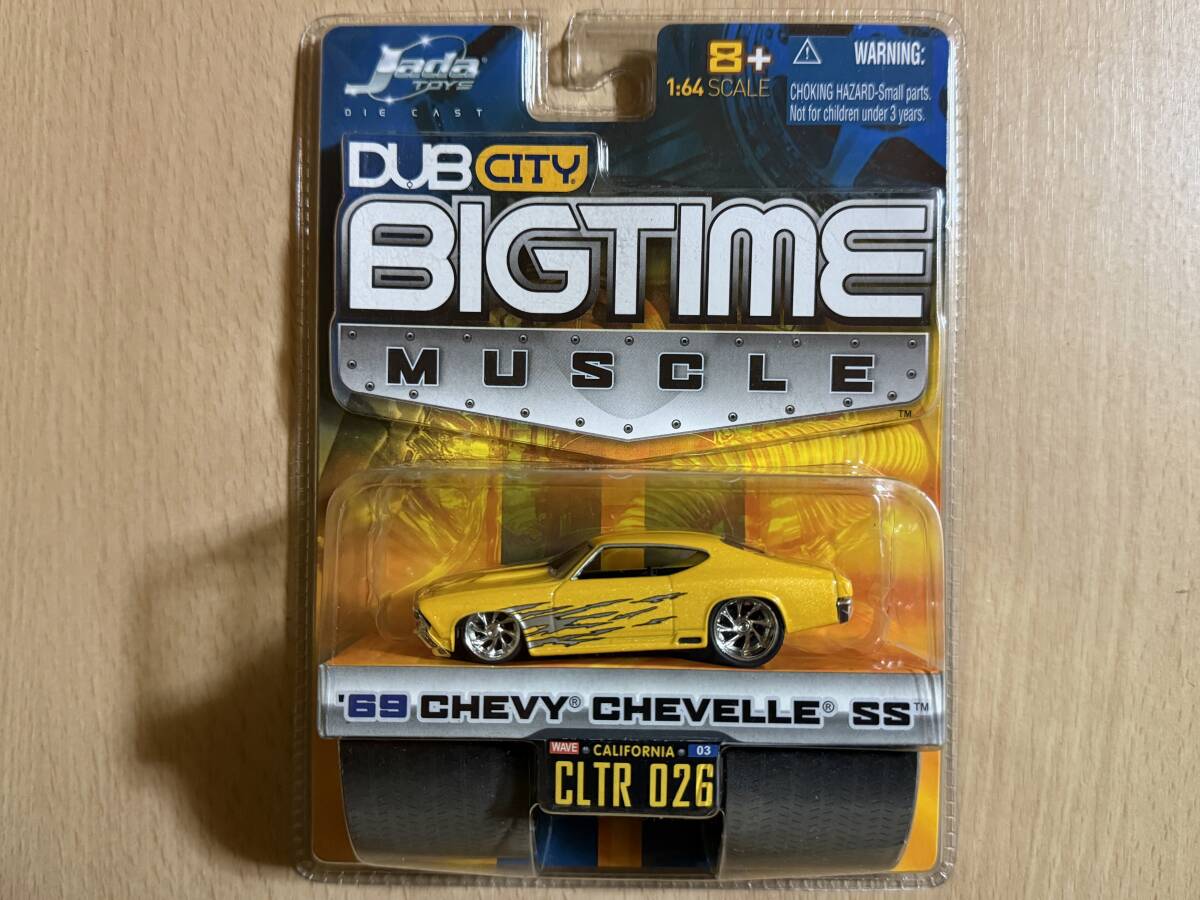 Jada®
TOYS
DIE CAST
8+
1:64 SCALE
WARNING:
CHOKING HAZARD-Small parts.
Not for children under 3 years.
DUB® CITY®
BIGTIME
MUSCLE
™
'69 CHEVY® CHEVELLE® SS™
WAVE • CALIFORNIA • 03
CLTR 026